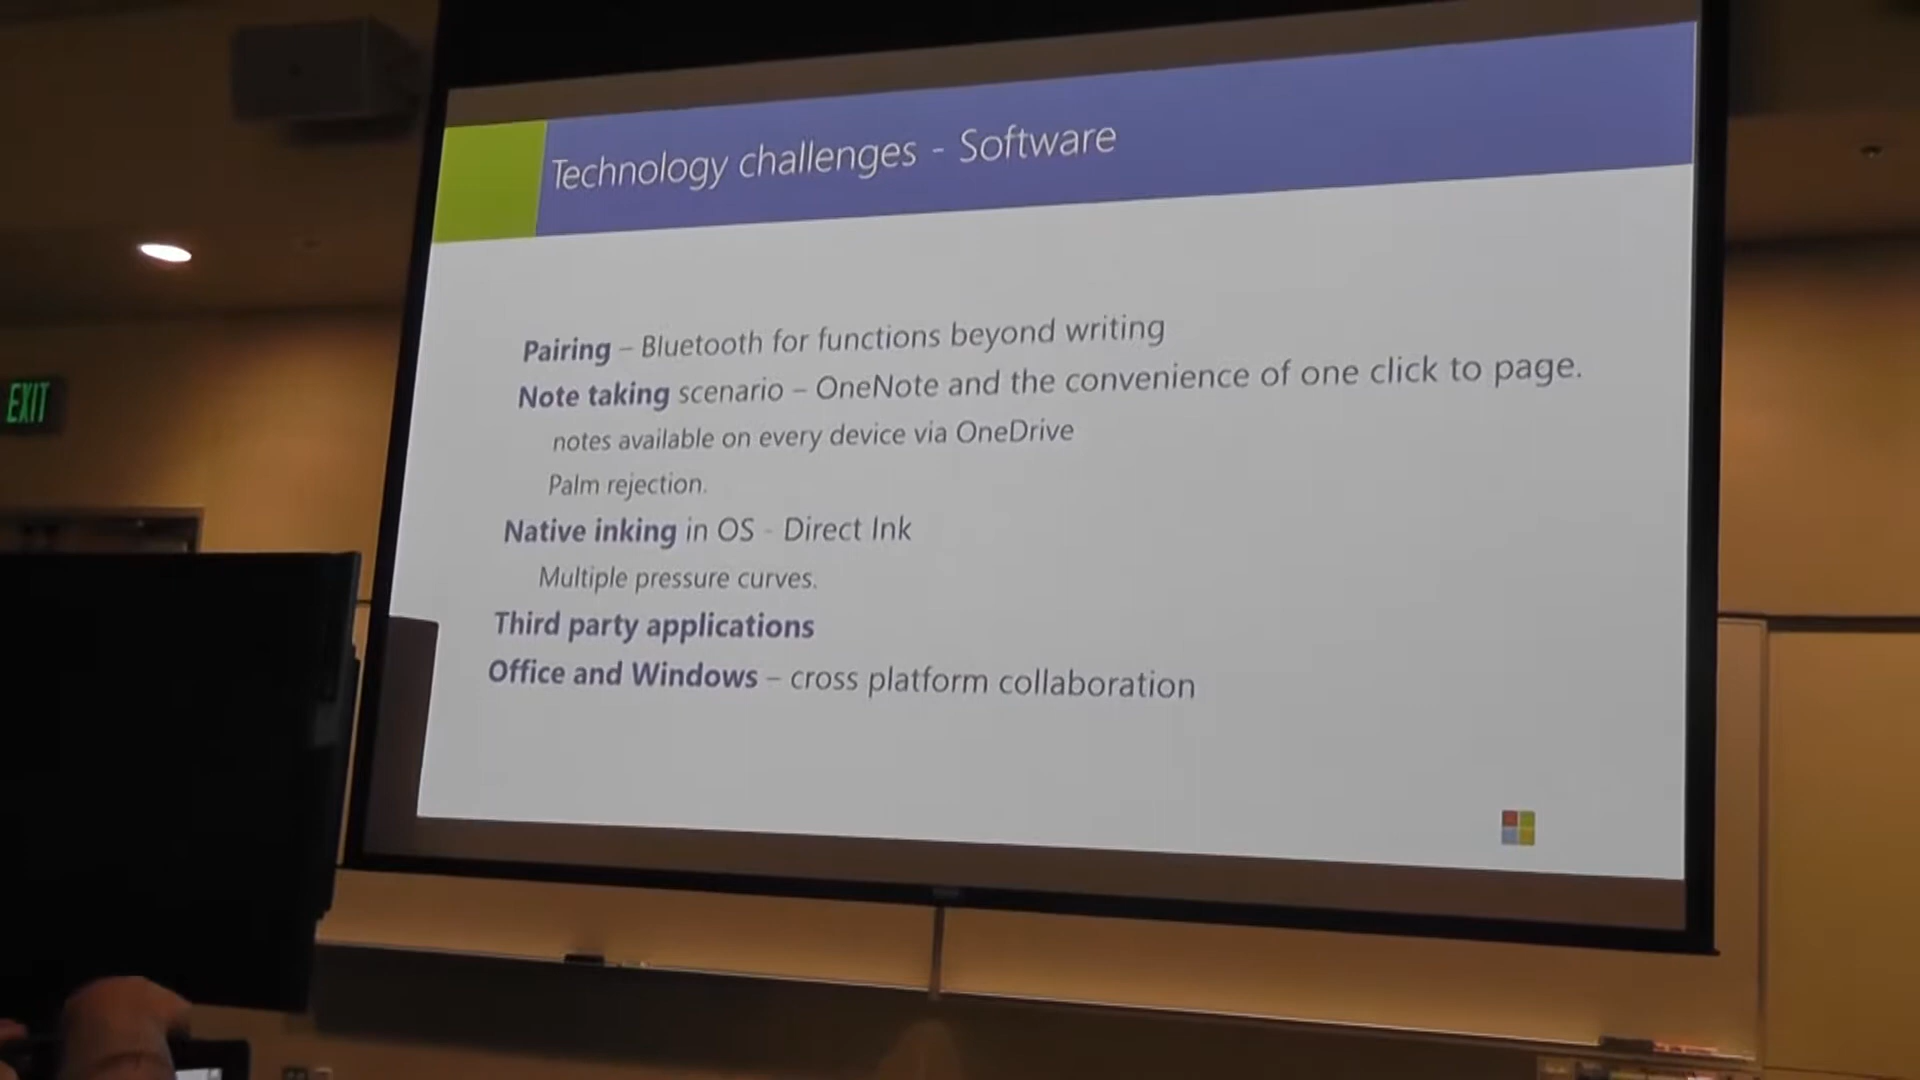 Technology challenges - Software
EXIT
Pairing – Bluetooth for functions beyond writing
Note taking scenario – OneNote and the convenience of one click to page.
notes available on every device via OneDrive
Palm rejection.
Native inking in OS - Direct Ink
Multiple pressure curves.
Third party applications
Office and Windows – cross platform collaboration